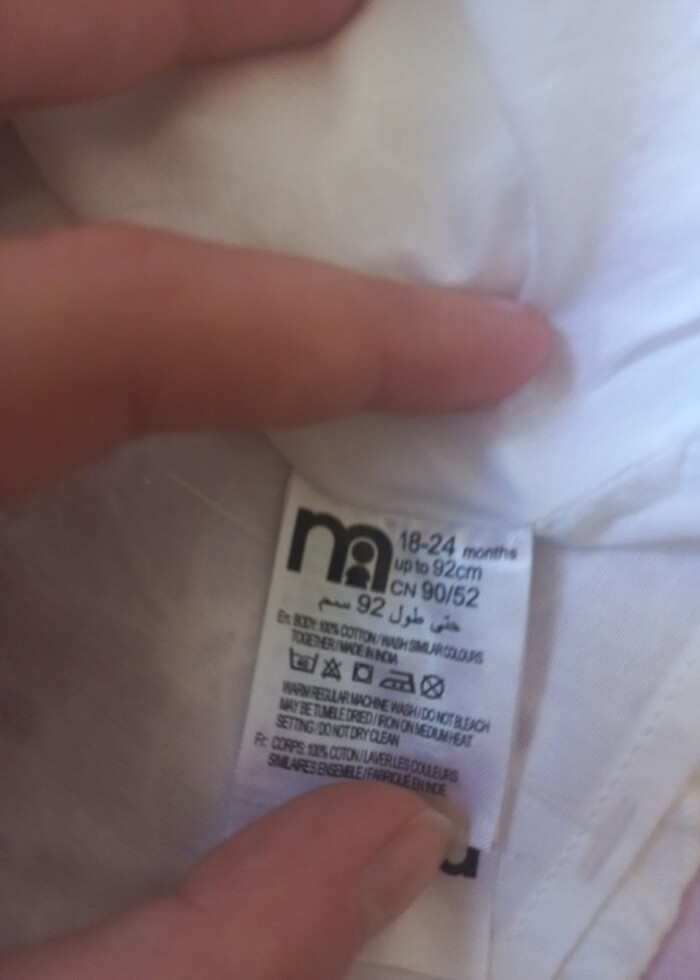 18-24 months
up to 92cm
CN 90/52
حتى طول 92 سم
En: BODY: 100% COTTON / WASH SIMILAR COLOURS
TOGETHER / MADE IN INDIA
WARM REGULAR MACHINE WASH / DO NOT BLEACH
MAY BE TUMBLE DRIED / IRON ON MEDIUM HEAT
SETTING / DO NOT DRY CLEAN
Fr: CORPS: 100% COTON / LAVER LES COULEURS
SIMILAIRES ENSEMBLE / FABRIQUÉ EN INDE